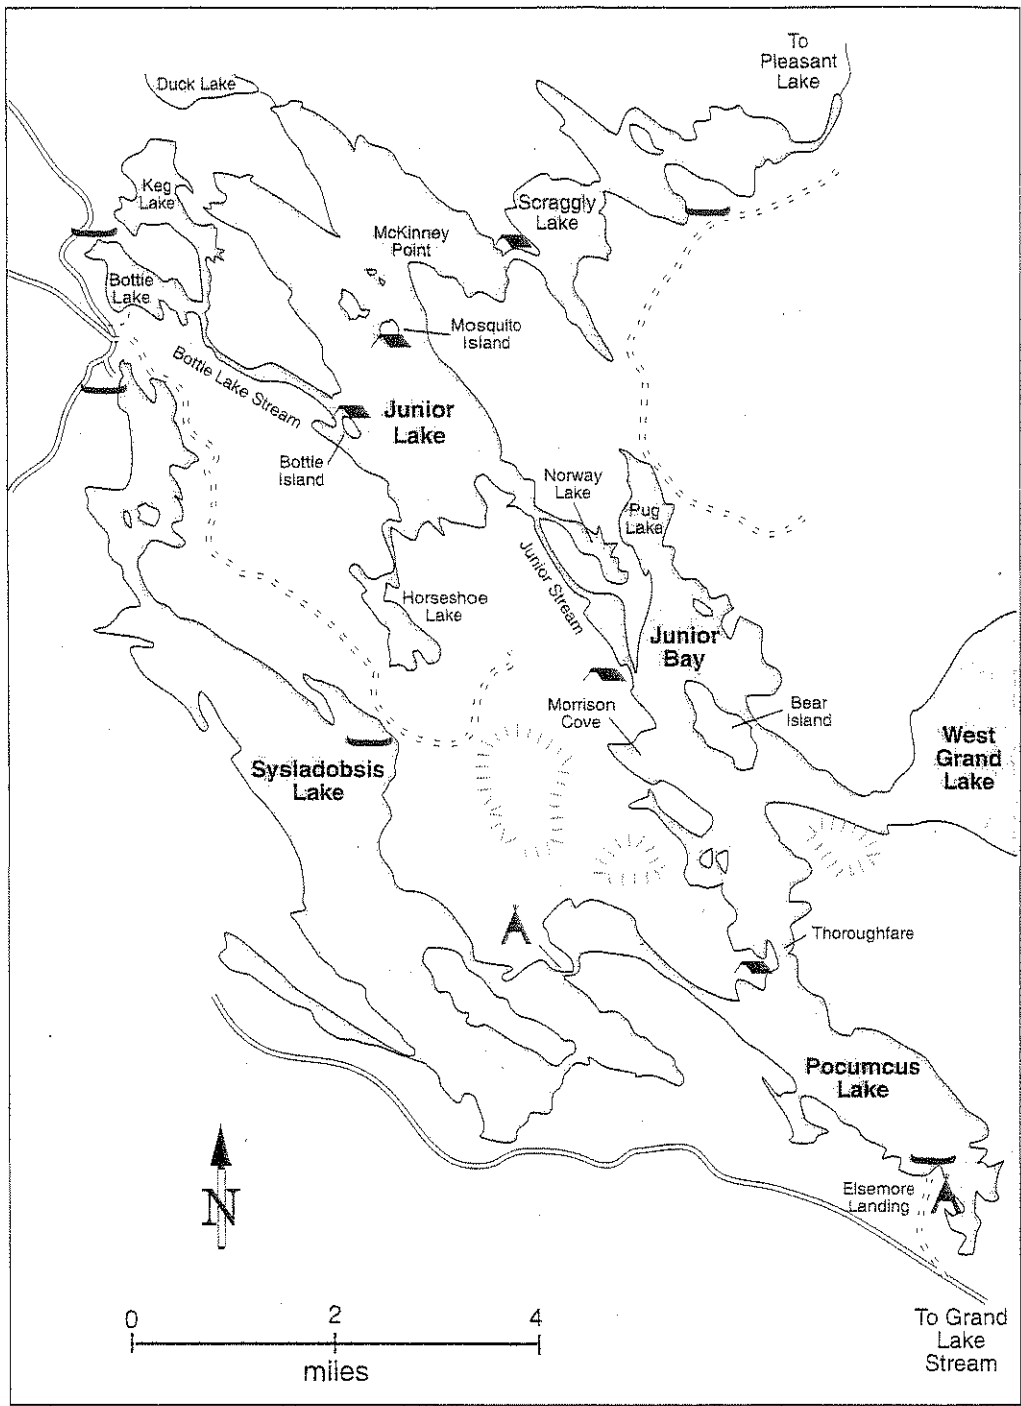 To
Pleasant
Lake
Duck Lake
Keg
Lake
Scraggly
Lake
McKinney
Point
Bottle
Lake
Mosquito
Island
Bottle Lake Stream
Junior
Lake
Bottle
Island
Norway
Lake
Pug
Lake
Junior Stream
Horseshoe
Lake
Junior
Bay
Morrison
Cove
Bear
Island
West
Grand
Lake
Sysladobsis
Lake
Thoroughfare
Pocumcus
Lake
Elsemore
Landing
N
0
2
4
miles
To Grand
Lake
Stream